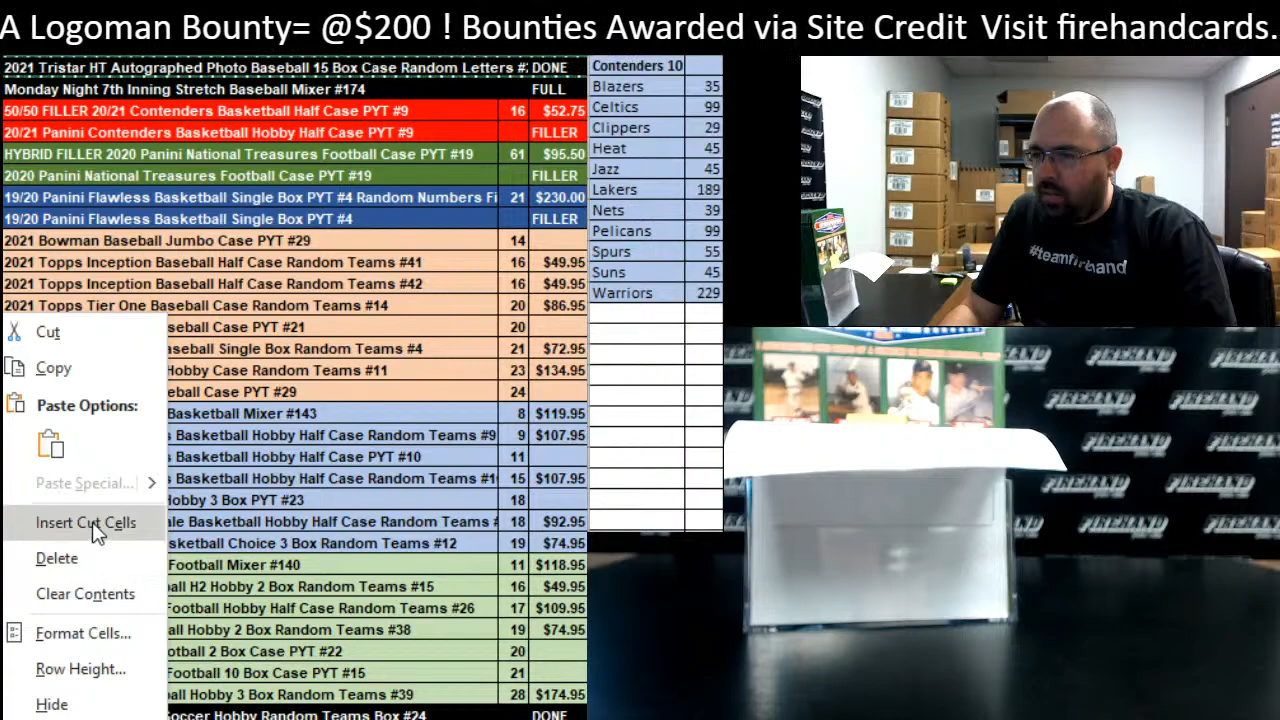 A Logoman Bounty= @$200 ! Bounties Awarded via Site Credit Visit firehandcards.
2021 Tristar HT Autographed Photo Baseball 15 Box Case Random Letters #: DONE
Monday Night 7th Inning Stretch Baseball Mixer #174 FULL
50/50 FILLER 20/21 Contenders Basketball Half Case PYT #9 16 $52.75
20/21 Panini Contenders Basketball Hobby Half Case PYT #9 FILLER
HYBRID FILLER 2020 Panini National Treasures Football Case PYT #19 61 $95.50
2020 Panini National Treasures Football Case PYT #19 FILLER
19/20 Panini Flawless Basketball Single Box PYT #4 Random Numbers Fi 21 $230.00
19/20 Panini Flawless Basketball Single Box PYT #4 FILLER
2021 Bowman Baseball Jumbo Case PYT #29 14
2021 Topps Inception Baseball Half Case Random Teams #41 16 $49.95
2021 Topps Inception Baseball Half Case Random Teams #42 16 $49.95
2021 Topps Tier One Baseball Case Random Teams #14 20 $86.95
aseball Case PYT #21 20
aseball Single Box Random Teams #4 21 $72.95
Hobby Case Random Teams #11 23 $134.95
eball Case PYT #29 24
Basketball Mixer #143 8 $119.95
s Basketball Hobby Half Case Random Teams #9 9 $107.95
s Basketball Hobby Half Case PYT #10 11
s Basketball Hobby Half Case Random Teams #1 15 $107.95
Hobby 3 Box PYT #23 18
ale Basketball Hobby Half Case Random Teams # 18 $92.95
sketball Choice 3 Box Random Teams #12 19 $74.95
Football Mixer #140 11 $118.95
ball H2 Hobby 2 Box Random Teams #15 16 $49.95
Football Hobby Half Case Random Teams #26 17 $109.95
all Hobby 2 Box Random Teams #38 19 $74.95
otball 2 Box Case PYT #22 20
Football 10 Box Case PYT #15 21
all Hobby 3 Box Random Teams #39 28 $174.95
Soccer Hobby Random Teams Box #24 DONE
Cut
Copy
Paste Options:
Paste Special...
Insert Cut Cells
Delete
Clear Contents
Format Cells...
Row Height...
Hide
Contenders 10
Blazers 35
Celtics 99
Clippers 29
Heat 45
Jazz 45
Lakers 189
Nets 39
Pelicans 99
Spurs 55
Suns 45
Warriors 229
#teamfirehand
FIREHAND
FIREHAND
FIREHAND
FIREHAND
FIREHAND
FIREHAND
FIREHAND